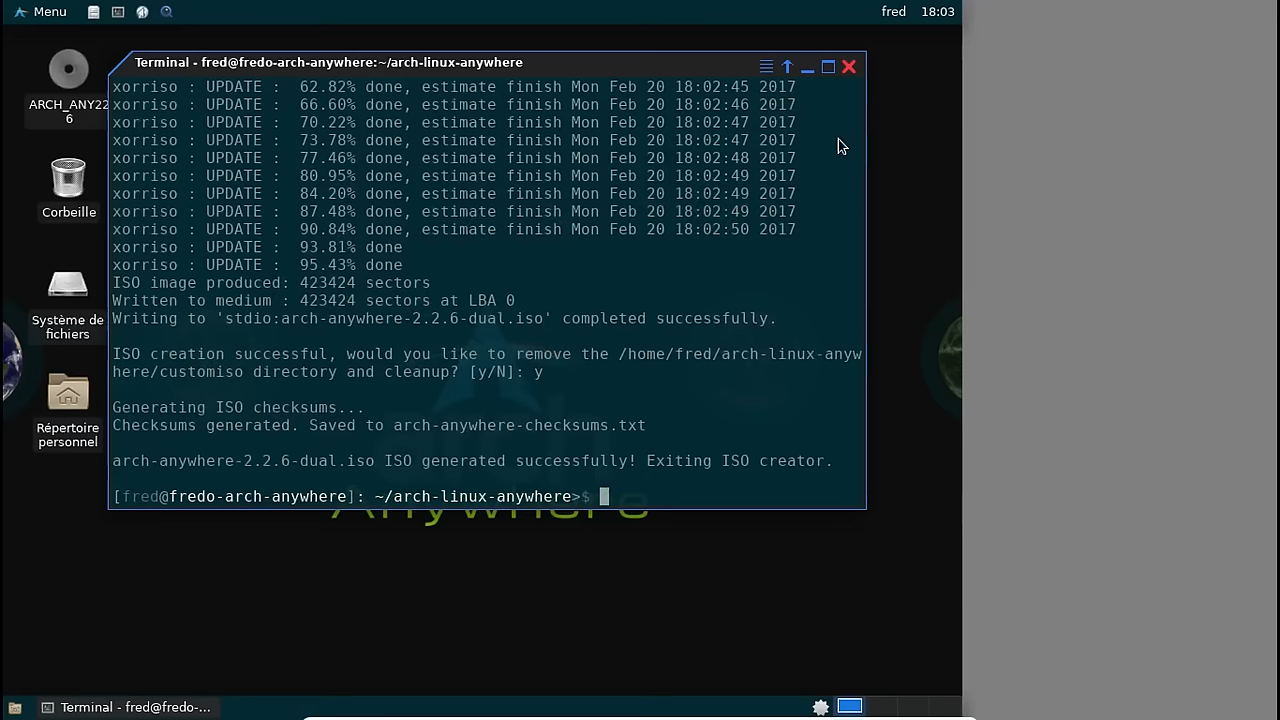 Menu
fred 18:03
Terminal - fred@fredo-arch-anywhere:~/arch-linux-anywhere
ARCH_ANY22
6
Corbeille
Système de
fichiers
Répertoire
personnel
xorriso : UPDATE :  62.82% done, estimate finish Mon Feb 20 18:02:45 2017
xorriso : UPDATE :  66.60% done, estimate finish Mon Feb 20 18:02:46 2017
xorriso : UPDATE :  70.22% done, estimate finish Mon Feb 20 18:02:47 2017
xorriso : UPDATE :  73.78% done, estimate finish Mon Feb 20 18:02:47 2017
xorriso : UPDATE :  77.46% done, estimate finish Mon Feb 20 18:02:48 2017
xorriso : UPDATE :  80.95% done, estimate finish Mon Feb 20 18:02:49 2017
xorriso : UPDATE :  84.20% done, estimate finish Mon Feb 20 18:02:49 2017
xorriso : UPDATE :  87.48% done, estimate finish Mon Feb 20 18:02:49 2017
xorriso : UPDATE :  90.84% done, estimate finish Mon Feb 20 18:02:50 2017
xorriso : UPDATE :  93.81% done
xorriso : UPDATE :  95.43% done
ISO image produced: 423424 sectors
Written to medium : 423424 sectors at LBA 0
Writing to 'stdio:arch-anywhere-2.2.6-dual.iso' completed successfully.
ISO creation successful, would you like to remove the /home/fred/arch-linux-anyw
here/customiso directory and cleanup? [y/N]: y
Generating ISO checksums...
Checksums generated. Saved to arch-anywhere-checksums.txt
arch-anywhere-2.2.6-dual.iso ISO generated successfully! Exiting ISO creator.
[fred@fredo-arch-anywhere]: ~/arch-linux-anywhere>$
arch
Anywhere
Terminal - fred@fredo-...